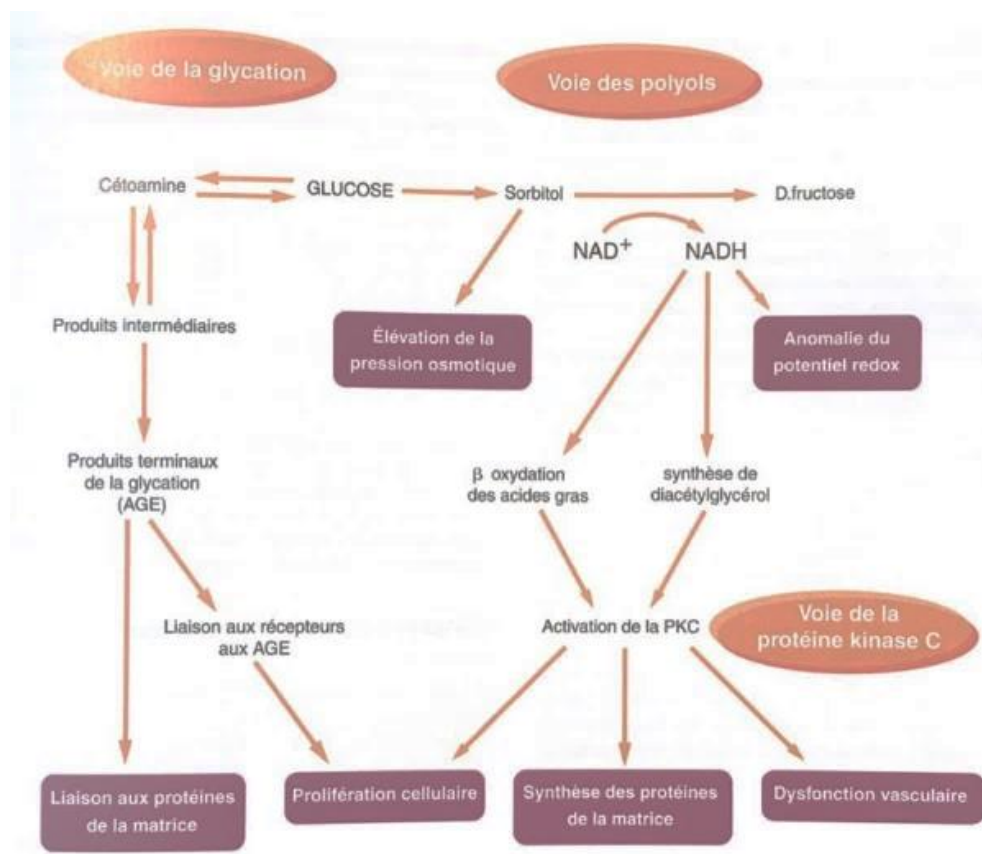 Voie de la glycation
Voie des polyols
Cétoamine
GLUCOSE
Sorbitol
D.fructose
NAD+
NADH
Produits intermédiaires
Élévation de la
pression osmotique
Anomalie du
potentiel redox
Produits terminaux
de la glycation
(AGE)
β oxydation
des acides gras
synthèse de
diacétylglycérol
Liaison aux récepteurs
aux AGE
Activation de la PKC
Voie de la
protéine kinase C
Liaison aux protéines
de la matrice
Prolifération cellulaire
Synthèse des protéines
de la matrice
Dysfonction vasculaire